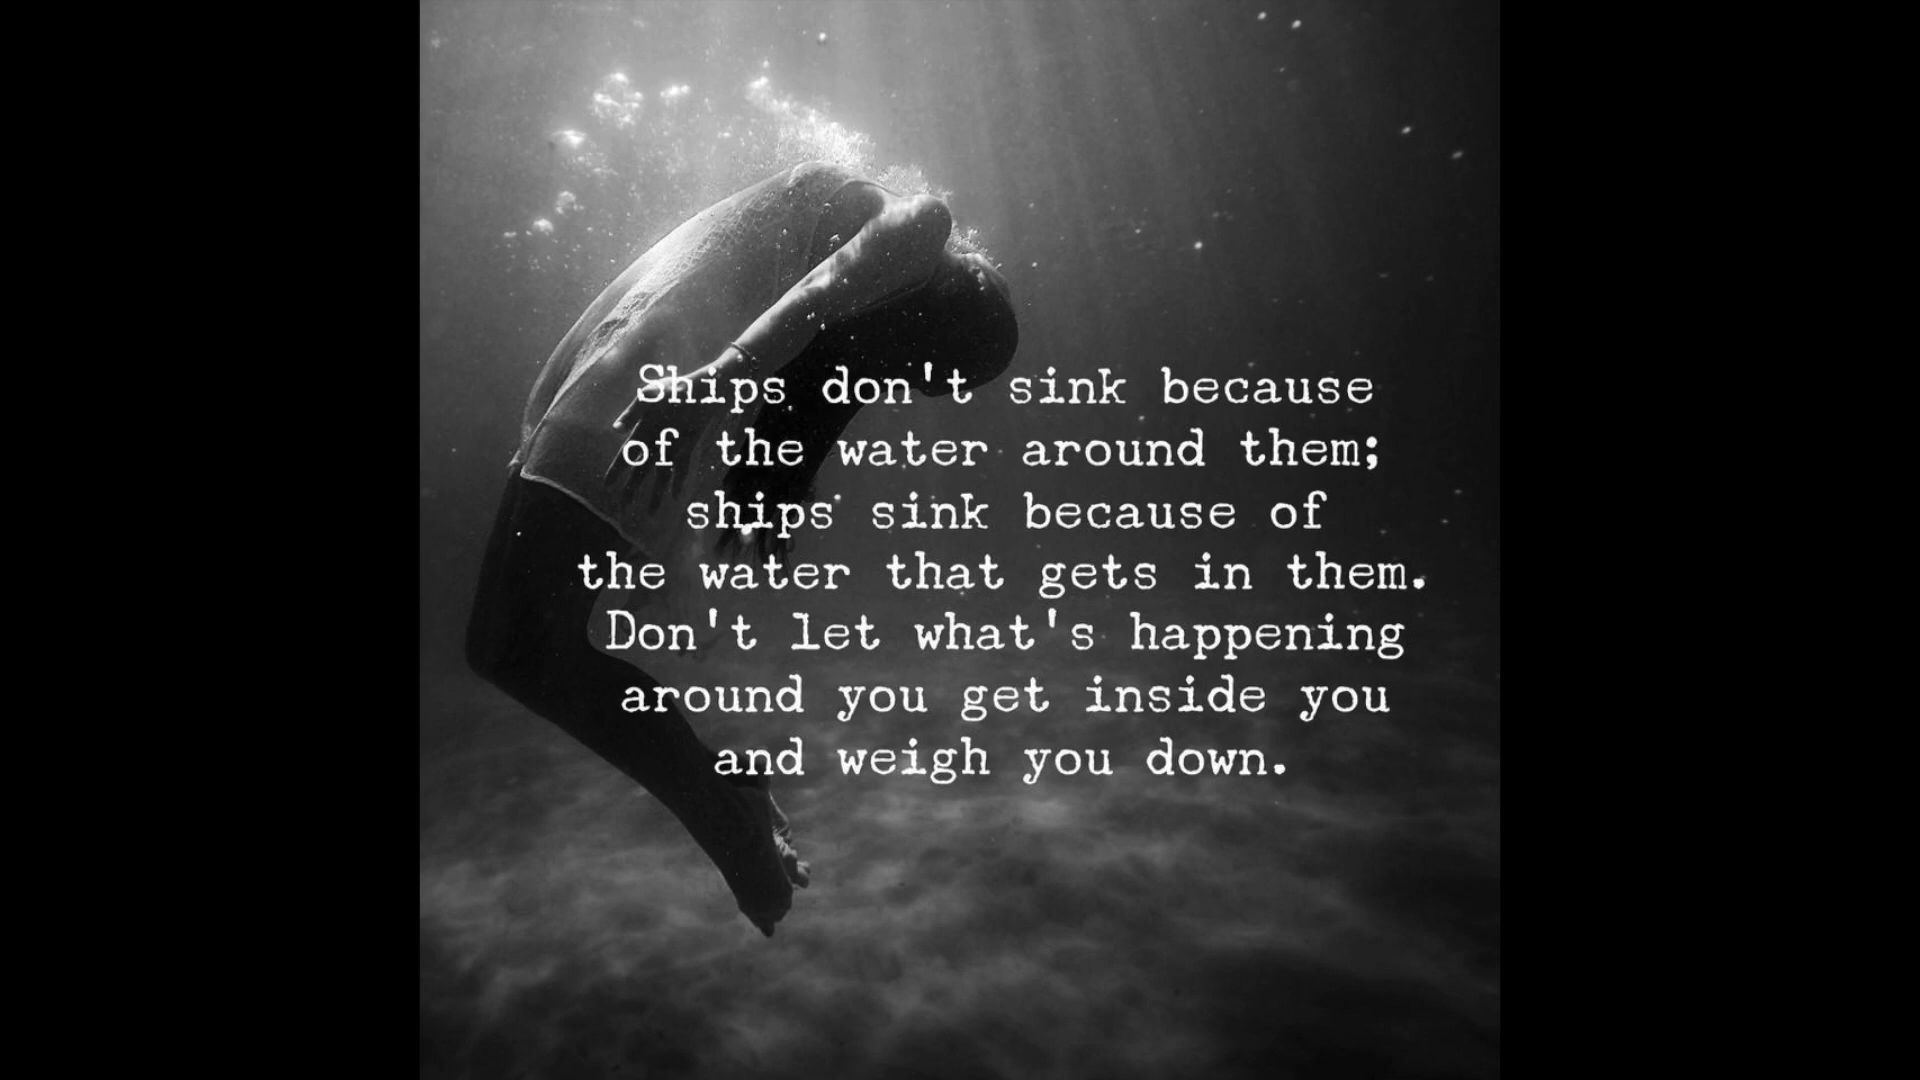 Ships don't sink because
of the water around them;
ships sink because of
the water that gets in them.
Don't let what's happening
around you get inside you
and weigh you down.